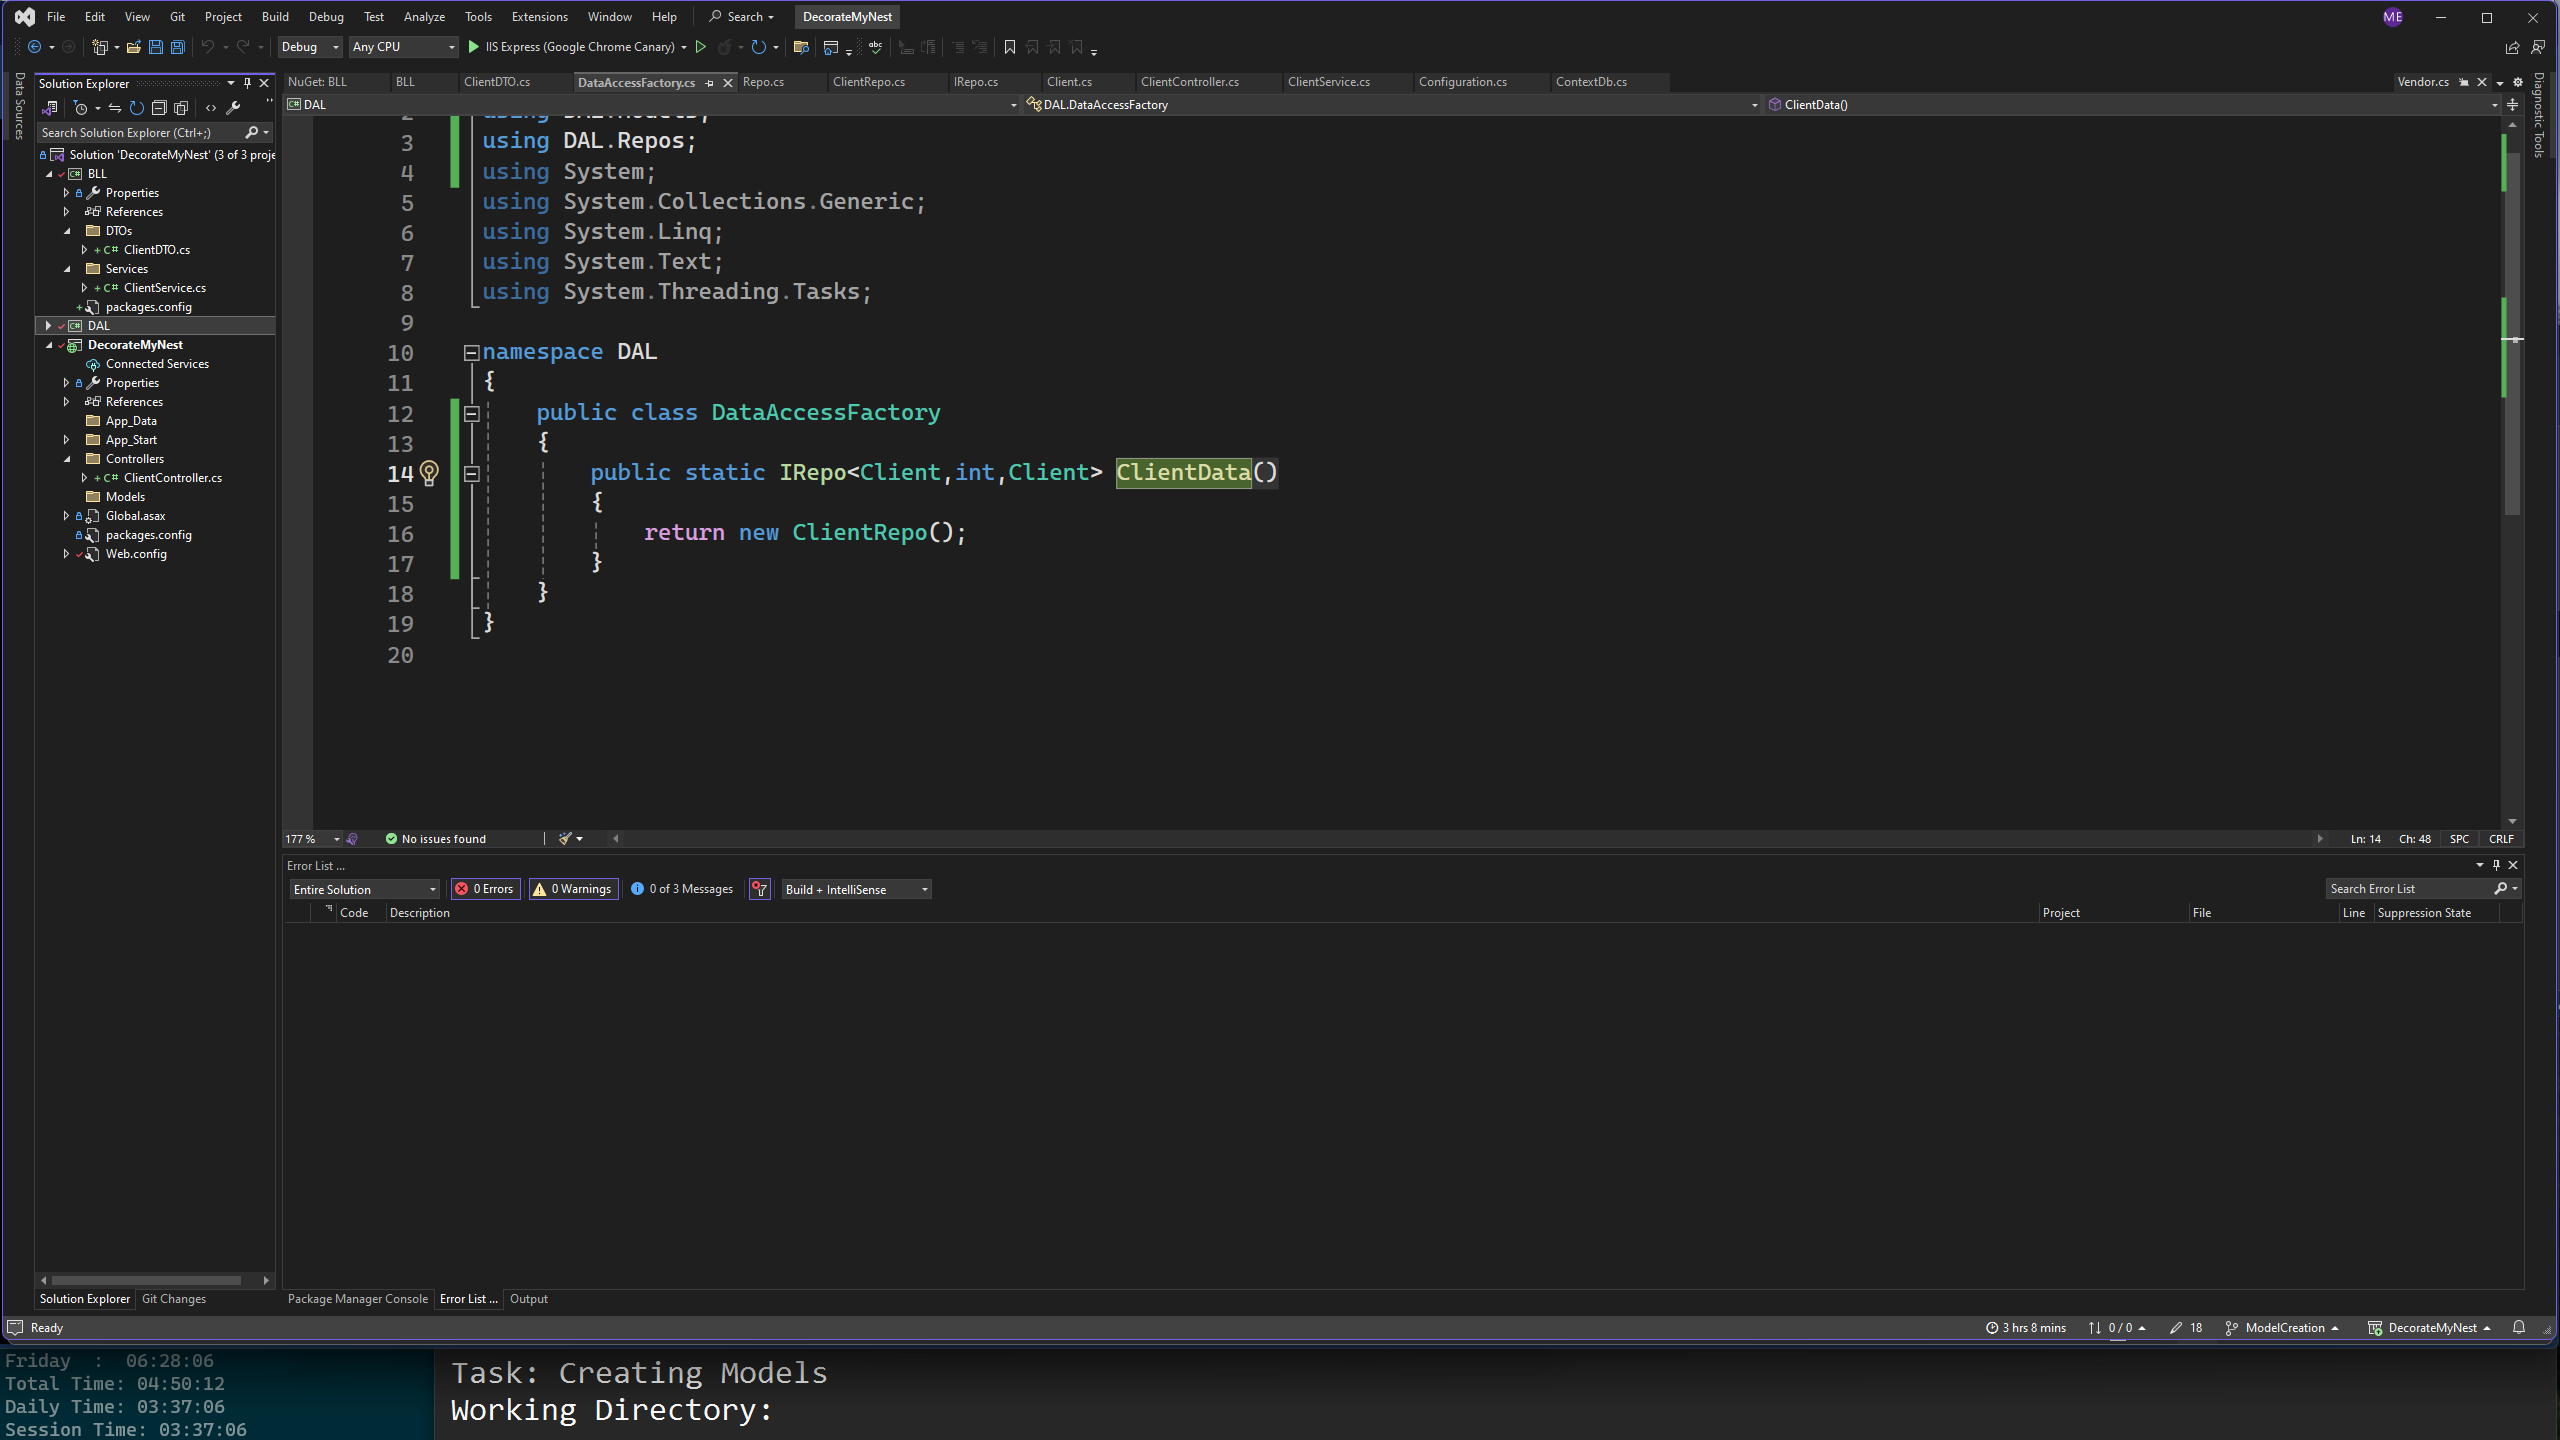 File Edit View Git Project Build Debug Test Analyze Tools Extensions Window Help Search DecorateMyNest ME
Debug Any CPU IIS Express (Google Chrome Canary)
Data Sources
Solution Explorer
Search Solution Explorer (Ctrl+;)
Solution 'DecorateMyNest' (3 of 3 proje
BLL
Properties
References
DTOs
C# ClientDTO.cs
Services
C# ClientService.cs
packages.config
DAL
DecorateMyNest
Connected Services
Properties
References
App_Data
App_Start
Controllers
C# ClientController.cs
Models
Global.asax
packages.config
Web.config
Solution Explorer Git Changes
NuGet: BLL BLL ClientDTO.cs DataAccessFactory.cs Repo.cs ClientRepo.cs IRepo.cs Client.cs ClientController.cs ClientService.cs Configuration.cs ContextDb.cs Vendor.cs
DAL DAL.DataAccessFactory ClientData()
2 using DAL.Models;
3 using DAL.Repos;
4 using System;
5 using System.Collections.Generic;
6 using System.Linq;
7 using System.Text;
8 using System.Threading.Tasks;
9
10 namespace DAL
11 {
12 public class DataAccessFactory
13 {
14 public static IRepo<Client,int,Client> ClientData()
15 {
16 return new ClientRepo();
17 }
18 }
19 }
20
177 % No issues found Ln: 14 Ch: 48 SPC CRLF
Diagnostic Tools
Error List ...
Entire Solution 0 Errors 0 Warnings 0 of 3 Messages Build + IntelliSense Search Error List
Code Description Project File Line Suppression State
Package Manager Console Error List ... Output
Ready 3 hrs 8 mins 0 / 0 18 ModelCreation DecorateMyNest
Friday : 06:28:06
Total Time: 04:50:12
Daily Time: 03:37:06
Session Time: 03:37:06
Task: Creating Models
Working Directory: